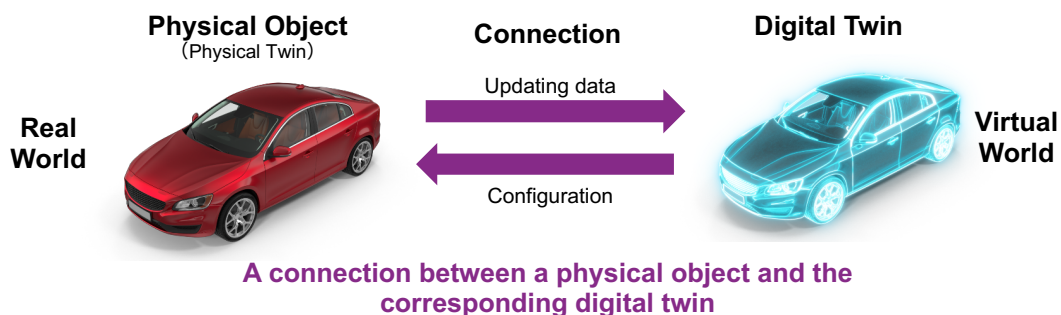 Physical Object
（Physical Twin）
Connection
Digital Twin
Updating data
Real
World
Virtual
World
Configuration
A connection between a physical object and the
corresponding digital twin